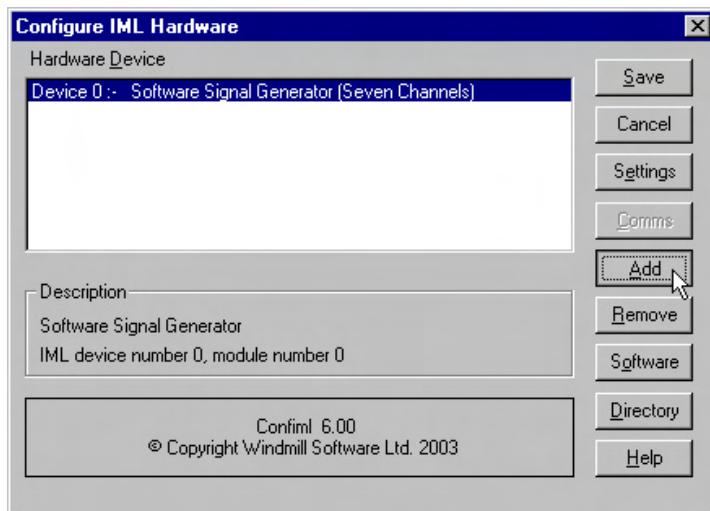 Configure IML Hardware
Hardware Device
Device 0 :- Software Signal Generator (Seven Channels)
Description
Software Signal Generator
IML device number 0, module number 0
Confiml 6.00
© Copyright Windmill Software Ltd. 2003
Save
Cancel
Settings
Comms
Add
Remove
Software
Directory
Help